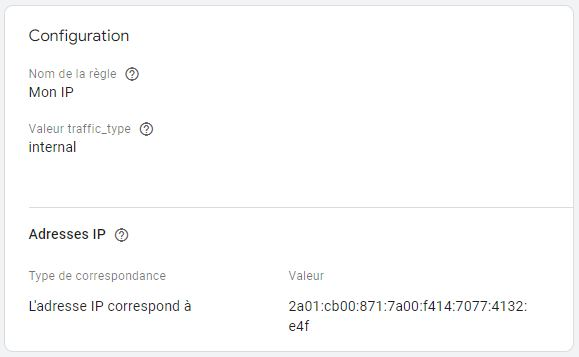 Configuration
Nom de la règle
Mon IP
Valeur traffic_type
internal
Adresses IP
Type de correspondance Valeur
L'adresse IP correspond à 2a01:cb00:871:7a00:f414:7077:4132:
e4f